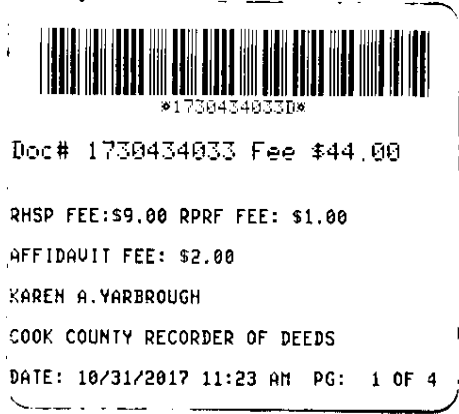 *1730434033D*
Doc# 1730434033 Fee $44.00
RHSP FEE:$9.00 RPRF FEE: $1.00
AFFIDAVIT FEE: $2.00
KAREN A.YARBROUGH
COOK COUNTY RECORDER OF DEEDS
DATE: 10/31/2017 11:23 AM PG: 1 OF 4